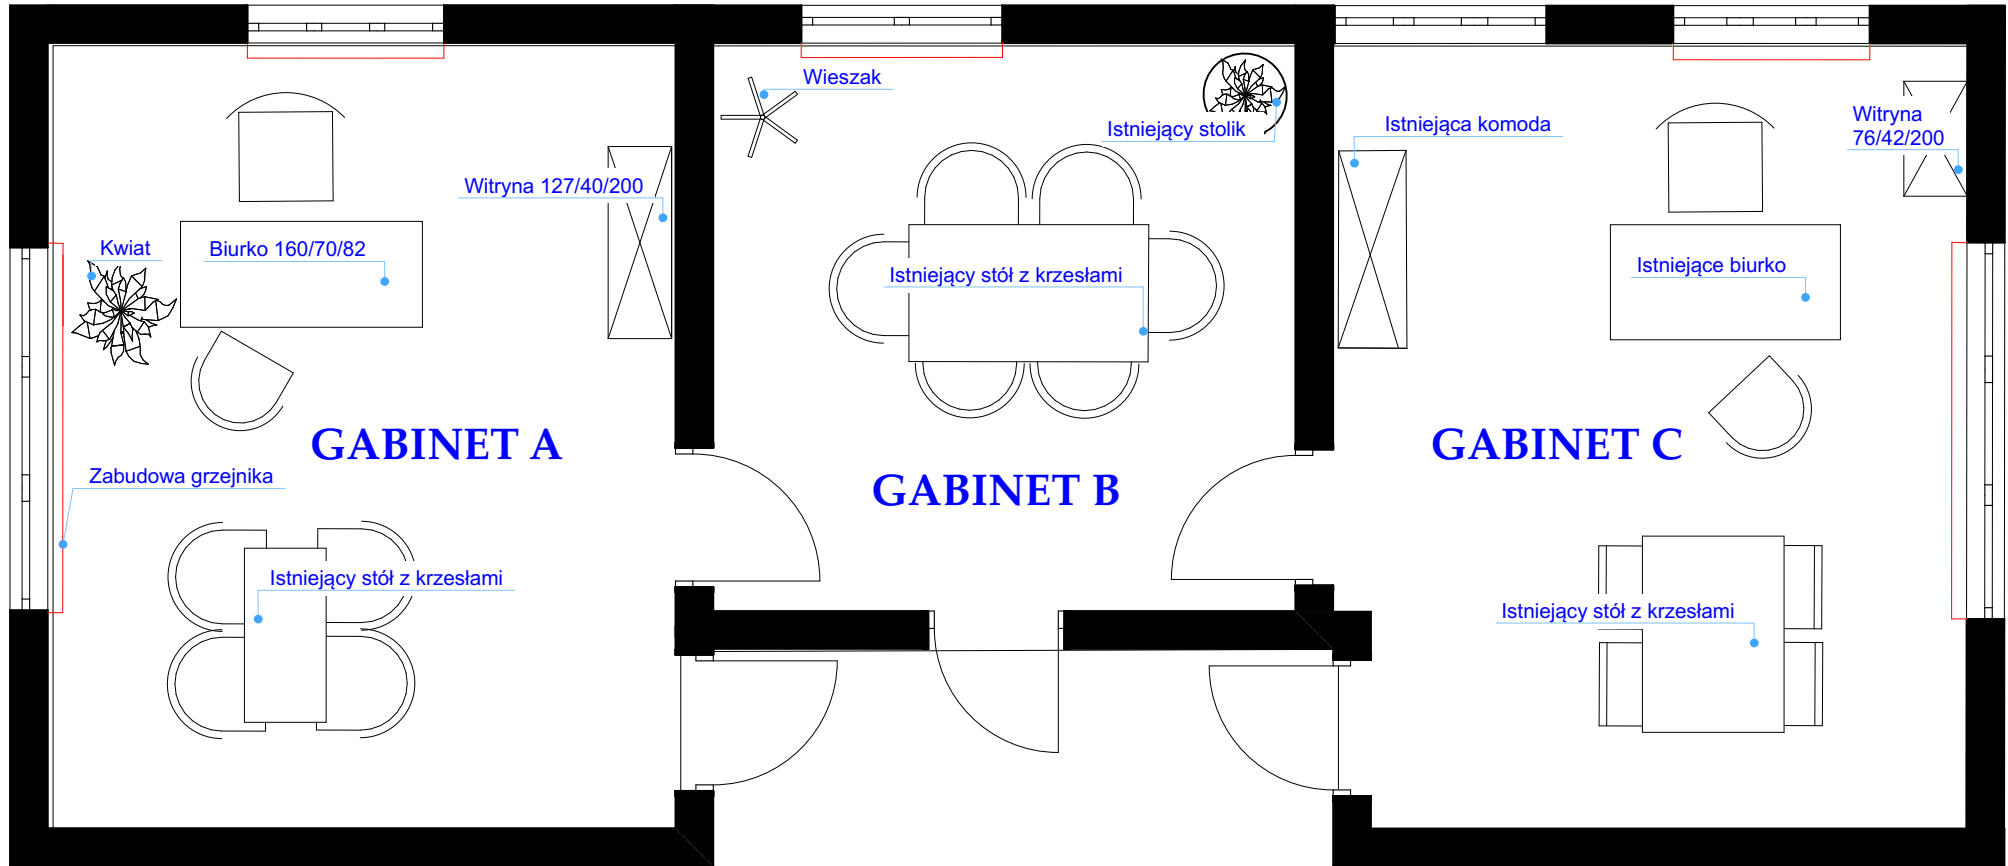 Wieszak
Istniejący stolik
Istniejąca komoda
Witryna
76/42/200
Witryna 127/40/200
Kwiat
Biurko 160/70/82
Istniejący stół z krzesłami
Istniejące biurko
GABINET A
GABINET B
GABINET C
Zabudowa grzejnika
Istniejący stół z krzesłami
Istniejący stół z krzesłami